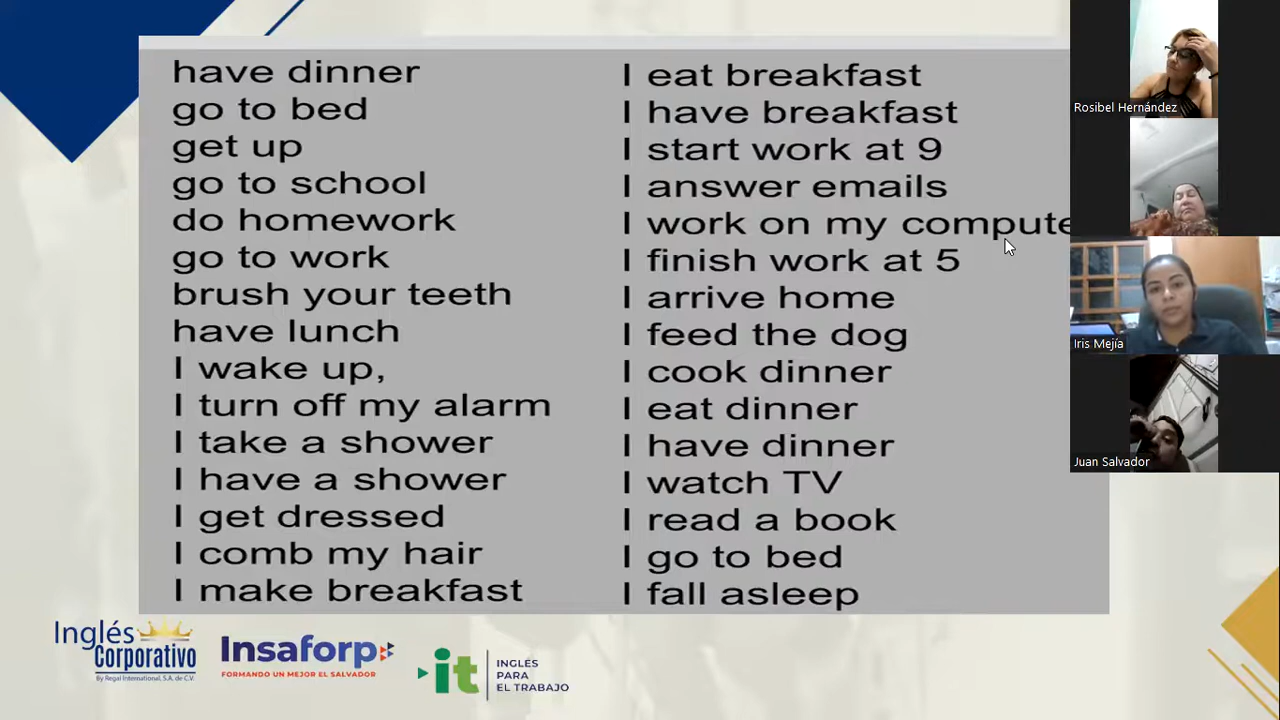 have dinner
go to bed
get up
go to school
do homework
go to work
brush your teeth
have lunch
I wake up,
I turn off my alarm
I take a shower
I have a shower
I get dressed
I comb my hair
I make breakfast
I eat breakfast
I have breakfast
I start work at 9
I answer emails
I work on my compute
I finish work at 5
I arrive home
I feed the dog
I cook dinner
I eat dinner
I have dinner
I watch TV
I read a book
I go to bed
I fall asleep
Rosibel Hernández
Iris Mejía
Juan Salvador
Inglés
Corporativo
By Regal International, S.A. de C.V.
Insaforp
FORMANDO UN MEJOR EL SALVADOR
it
INGLÉS
PARA
EL TRABAJO